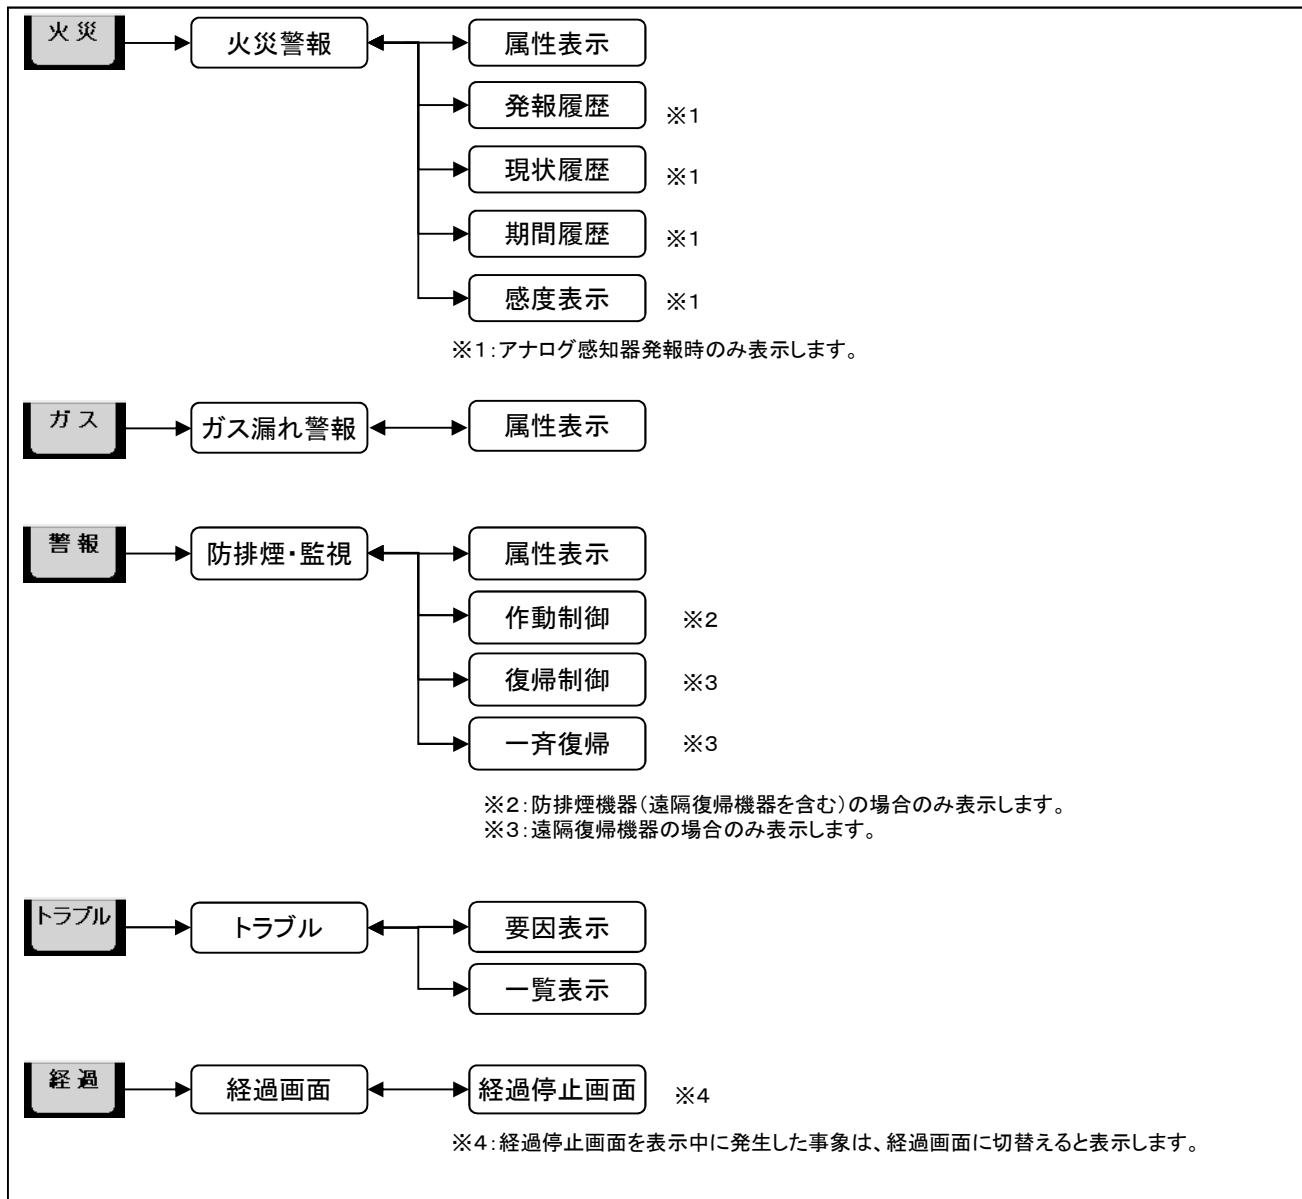 火 災
火災警報
属性表示
発報履歴 ※1
現状履歴 ※1
期間履歴 ※1
感度表示 ※1
※1:アナログ感知器発報時のみ表示します。
ガ ス
ガス漏れ警報
属性表示
警 報
防排煙・監視
属性表示
作動制御 ※2
復帰制御 ※3
一斉復帰 ※3
※2:防排煙機器(遠隔復帰機器を含む)の場合のみ表示します。
※3:遠隔復帰機器の場合のみ表示します。
トラブル
トラブル
要因表示
一覧表示
経 過
経過画面
経過停止画面 ※4
※4:経過停止画面を表示中に発生した事象は、経過画面に切替えると表示します。